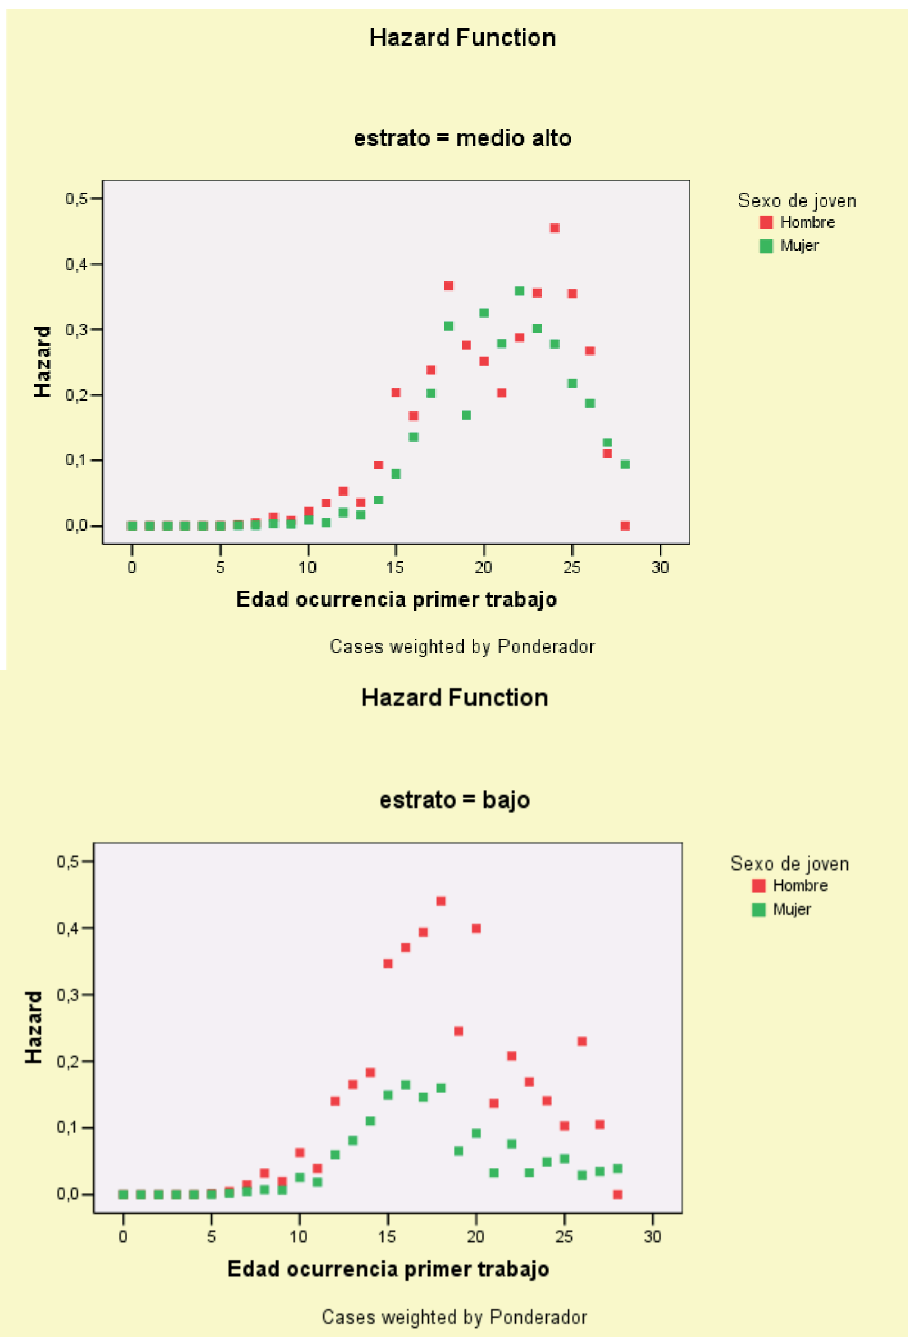 Hazard Function
estrato = medio alto
Sexo de joven
Hombre
Mujer
0,5
0,4
0,3
0,2
0,1
0,0
Hazard
0 5 10 15 20 25 30
Edad ocurrencia primer trabajo
Cases weighted by Ponderador
Hazard Function
estrato = bajo
Sexo de joven
Hombre
Mujer
0,5
0,4
0,3
0,2
0,1
0,0
Hazard
0 5 10 15 20 25 30
Edad ocurrencia primer trabajo
Cases weighted by Ponderador